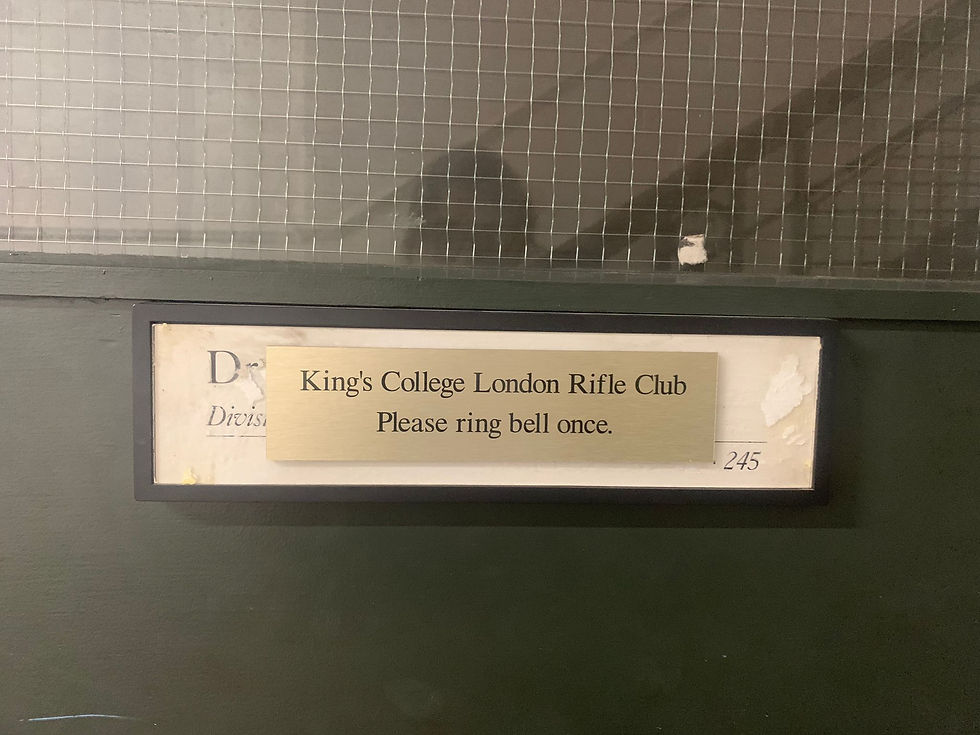 King's College London Rifle Club
Please ring bell once.
245